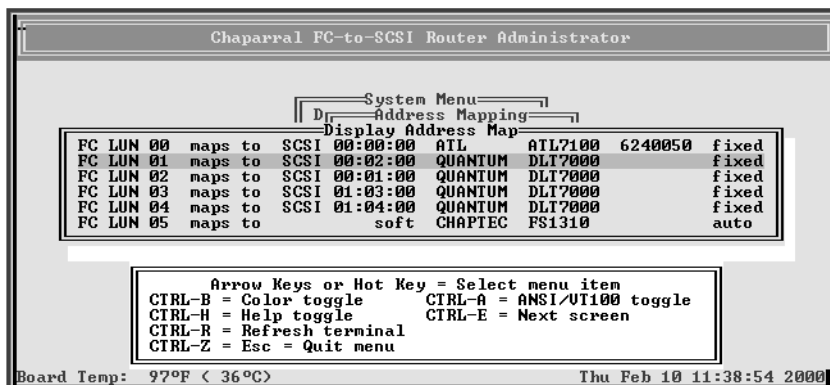 Chaparral FC-to-SCSI Router Administrator
System Menu
D Address Mapping
Display Address Map
FC LUN 00 maps to SCSI 00:00:00 ATL ATL7100 6240050 fixed
FC LUN 01 maps to SCSI 00:02:00 QUANTUM DLT7000 fixed
FC LUN 02 maps to SCSI 00:01:00 QUANTUM DLT7000 fixed
FC LUN 03 maps to SCSI 01:03:00 QUANTUM DLT7000 fixed
FC LUN 04 maps to SCSI 01:04:00 QUANTUM DLT7000 fixed
FC LUN 05 maps to soft CHAPTEC FS1310 auto
Arrow Keys or Hot Key = Select menu item
CTRL-B = Color toggle CTRL-A = ANSI/VT100 toggle
CTRL-H = Help toggle CTRL-E = Next screen
CTRL-R = Refresh terminal
CTRL-Z = Esc = Quit menu
Board Temp: 97ºF ( 36ºC) Thu Feb 10 11:38:54 2000